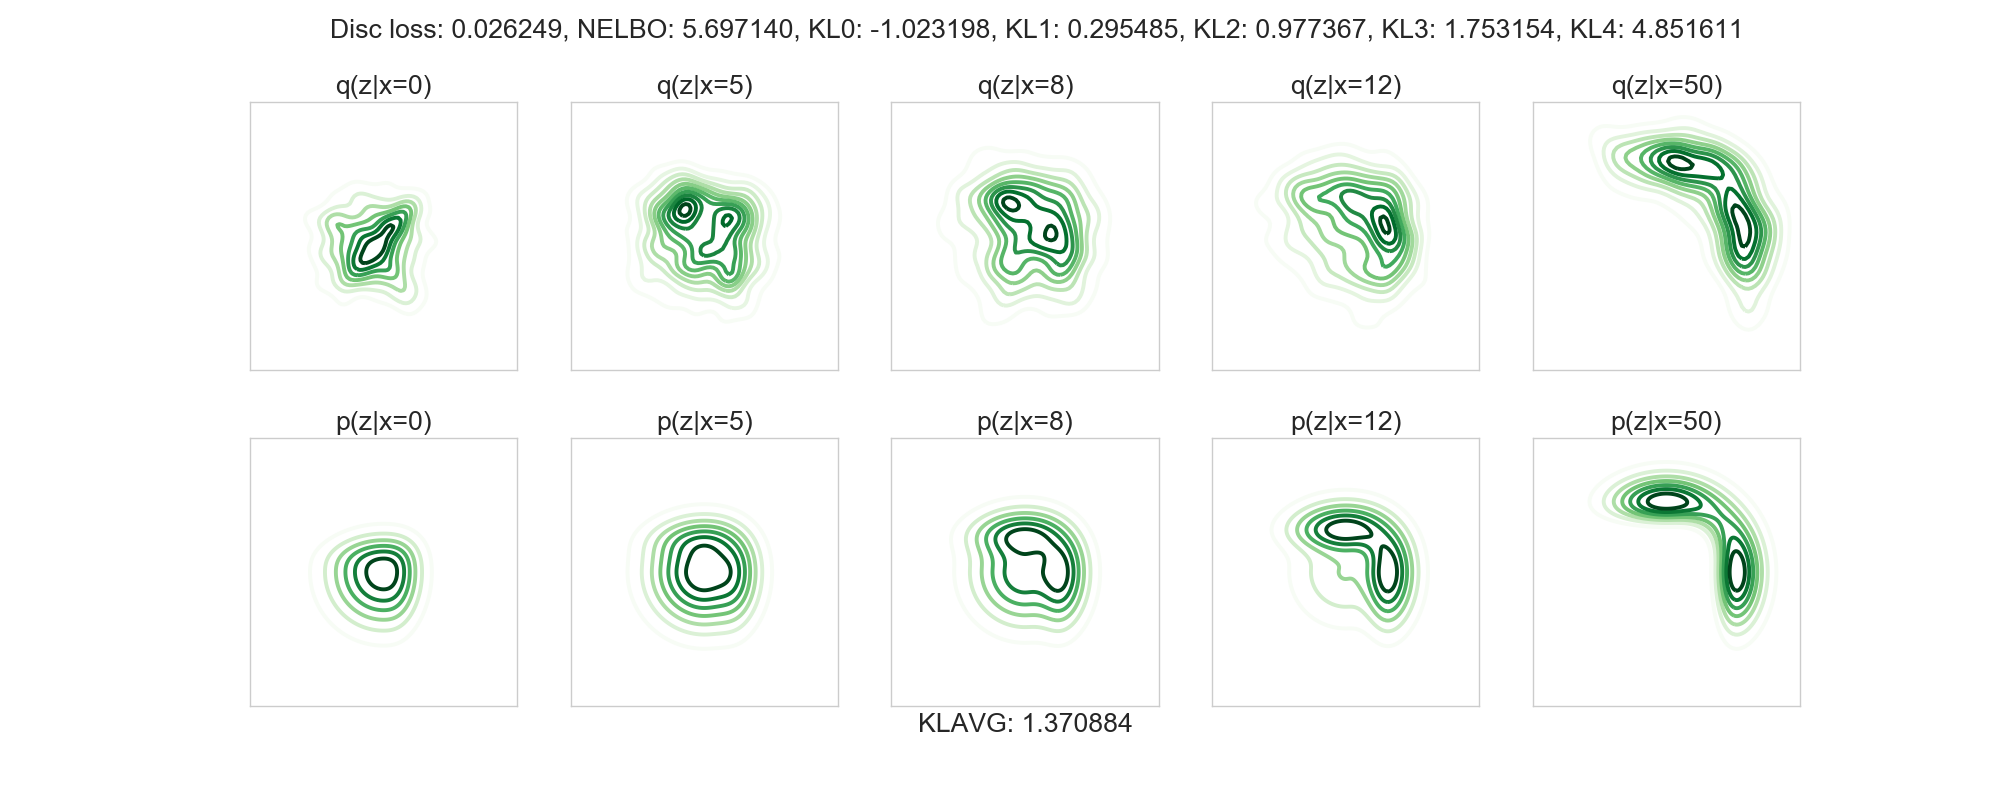 Disc loss: 0.026249, NELBO: 5.697140, KL0: -1.023198, KL1: 0.295485, KL2: 0.977367, KL3: 1.753154, KL4: 4.851611
q(z|x=0) q(z|x=5) q(z|x=8) q(z|x=12) q(z|x=50)
p(z|x=0) p(z|x=5) p(z|x=8) p(z|x=12) p(z|x=50)
KLAVG: 1.370884